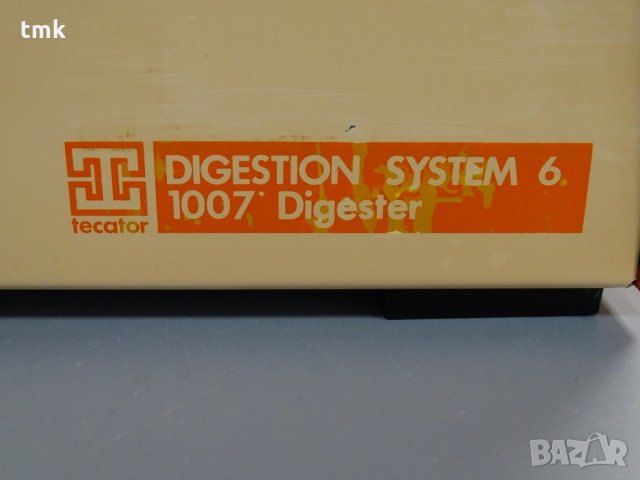 tmk
DIGESTION SYSTEM 6
1007 Digester
tecator
BAZAR